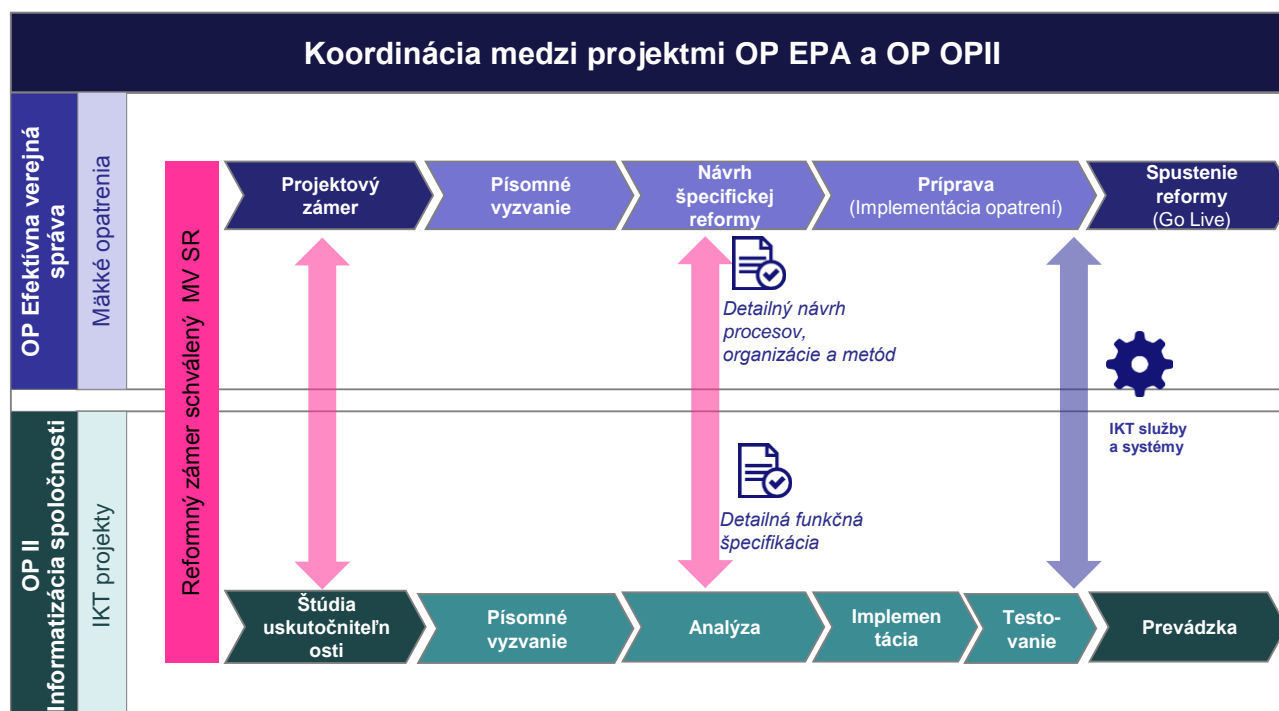 Koordinácia medzi projektmi OP EPA a OP OPII
OP Efektívna verejná
správa
Mäkké opatrenia
Reformný zámer schválený MV SR
Projektový
zámer
Písomné
vyzvanie
Návrh
špecifickej
reformy
Príprava
(Implementácia opatrení)
Spustenie
reformy
(Go Live)
Detailný návrh
procesov,
organizácie a metód
IKT služby
a systémy
OP II
Informatizácia spoločnosti
IKT projekty
Detailná funkčná
špecifikácia
Štúdia
uskutočniteľn
osti
Písomné
vyzvanie
Analýza
Implemen
tácia
Testo-
vanie
Prevádzka